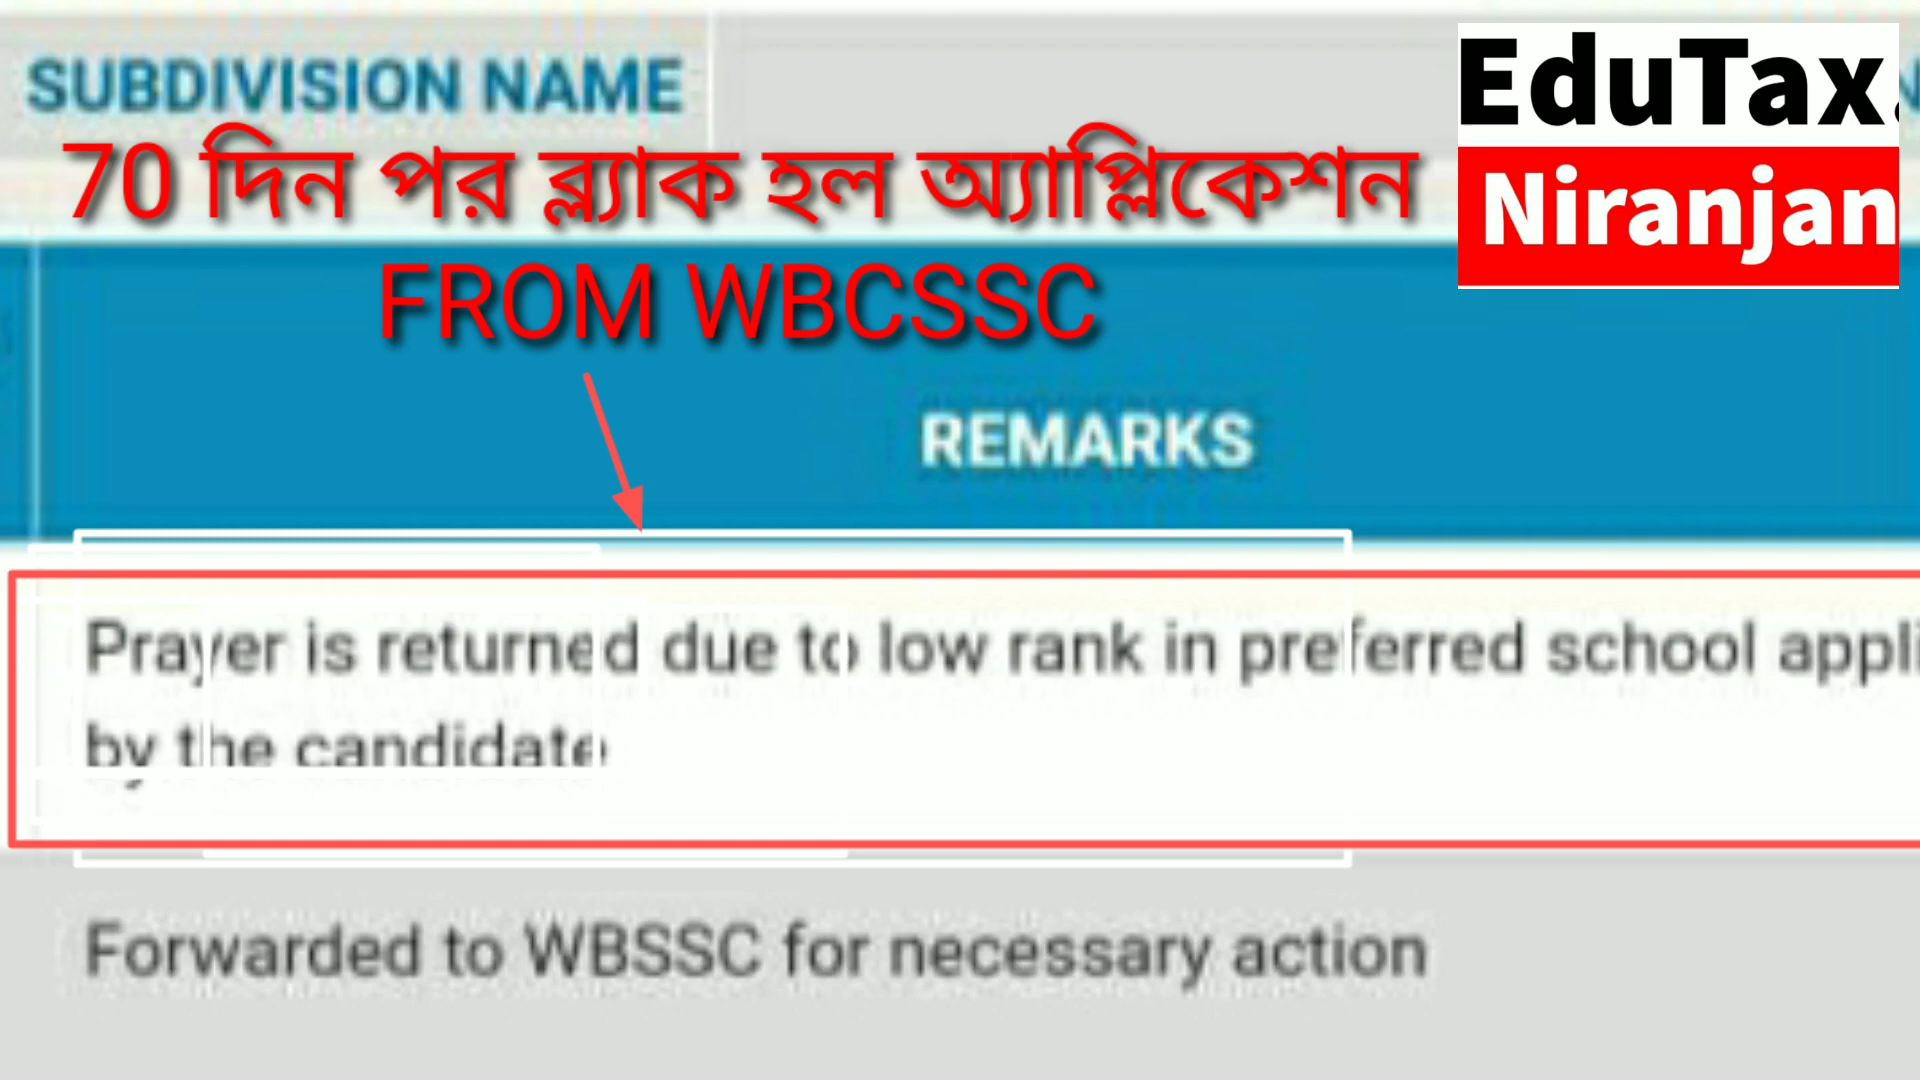 SUBDIVISION NAME
EduTax.
Niranjan
70 দিন পর ব্ল্যাক হল অ্যাপ্লিকেশন
FROM WBCSSC
REMARKS
Prayer is returned due to low rank in preferred school appli
by the candidate
Forwarded to WBSSC for necessary action